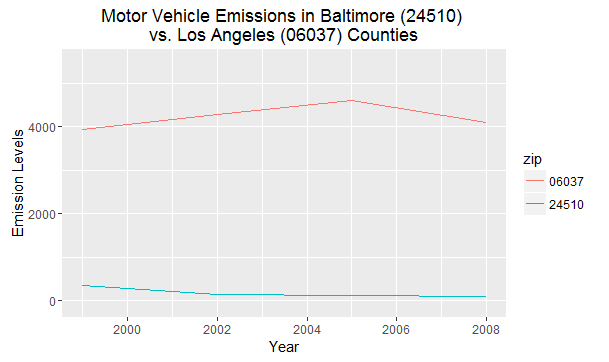 Motor Vehicle Emissions in Baltimore (24510)
vs. Los Angeles (06037) Counties
Emission Levels
4000
2000
0
2000
2002
2004
2006
2008
Year
zip
06037
24510